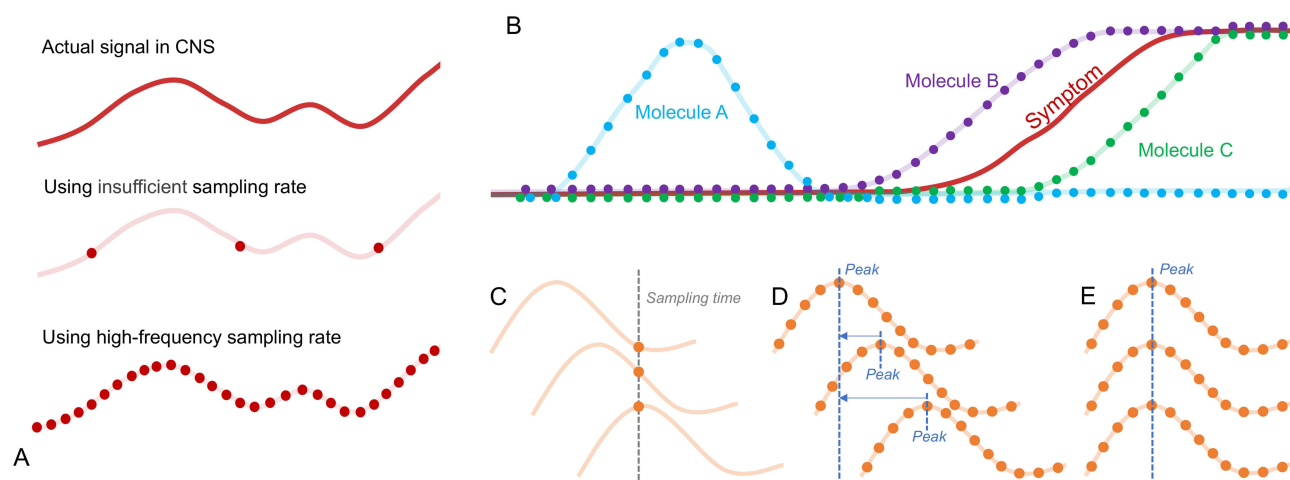 A
Actual signal in CNS
Using insufficient sampling rate
Using high-frequency sampling rate
B
Molecule A
Molecule B
Symptom
Molecule C
C
Sampling time
D
Peak
Peak
Peak
E
Peak